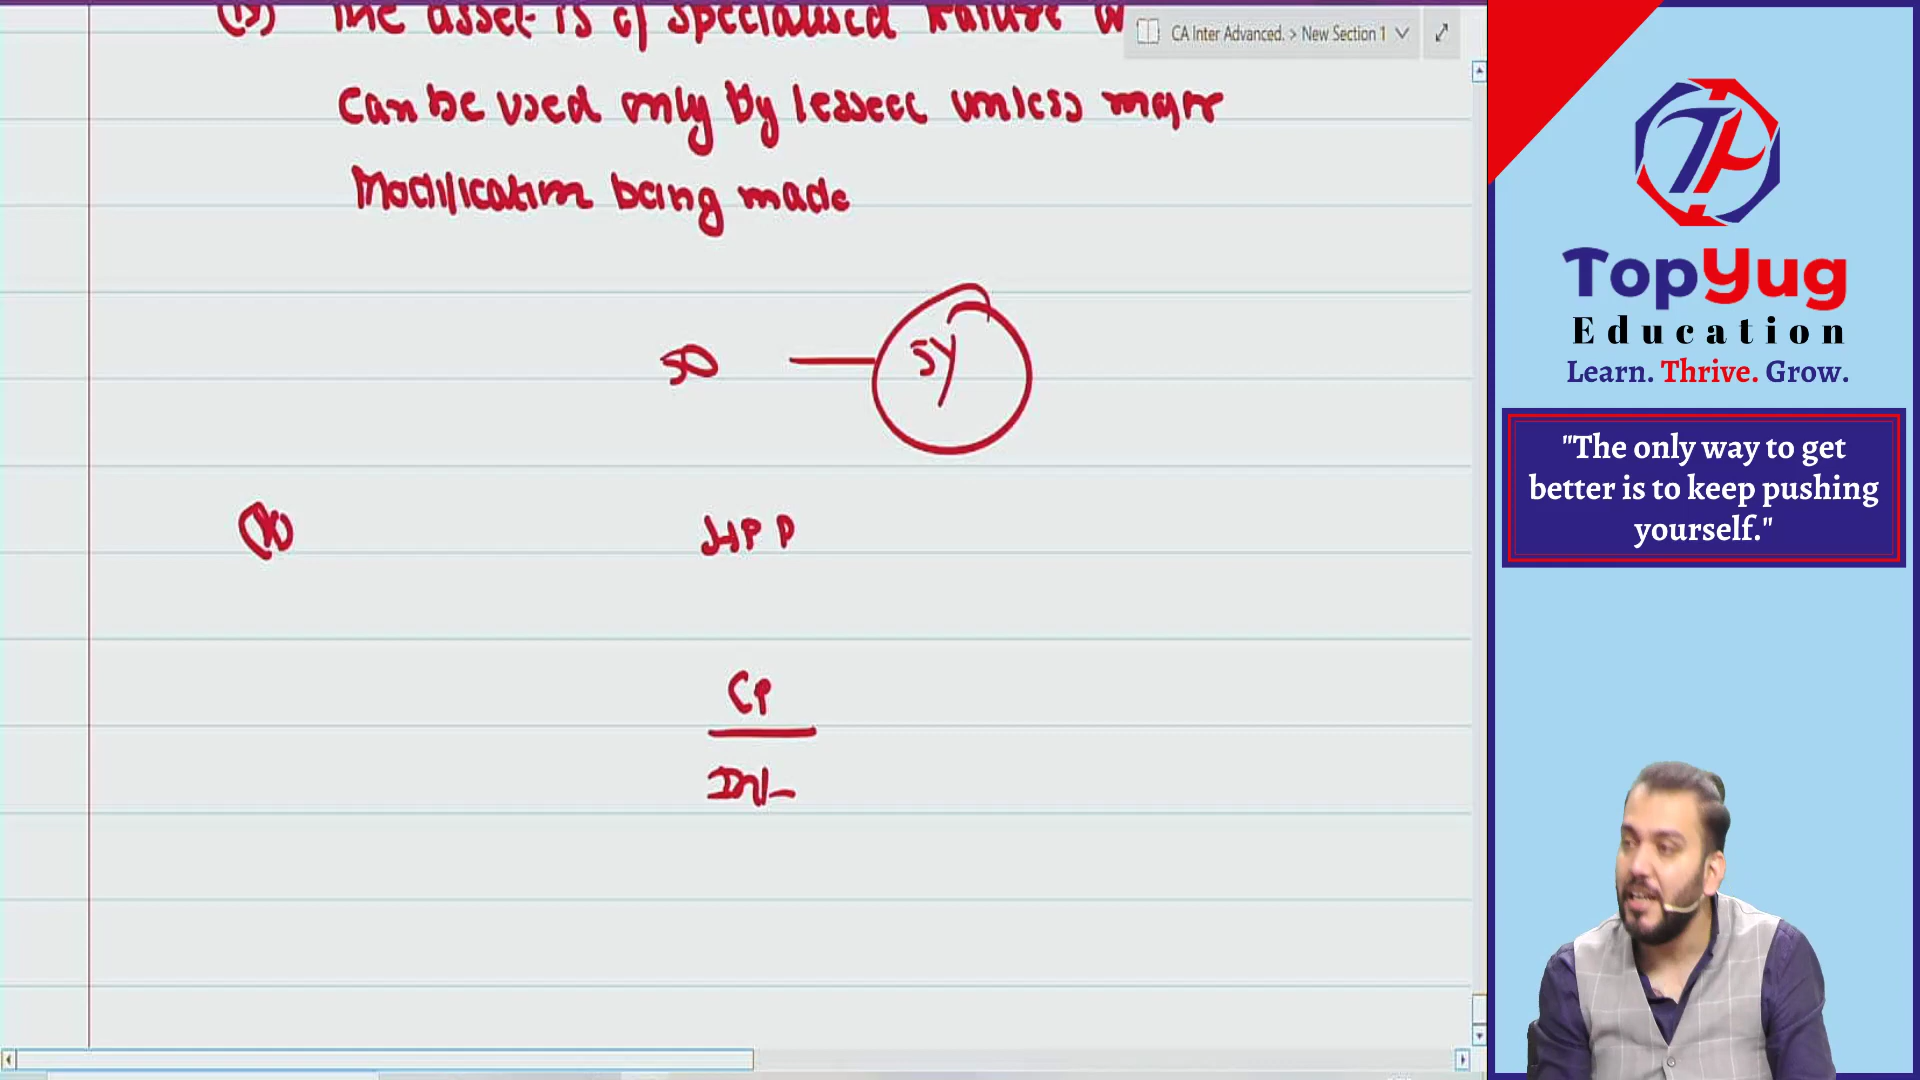 The asset is of specialised nature &
CA Inter Advanced. > New Section 1
can be used only by lessee unless major
Modification being made
50 — 5y
HPP
CP
Int
TopYug
Education
Learn. Thrive. Grow.
"The only way to get
better is to keep pushing
yourself."